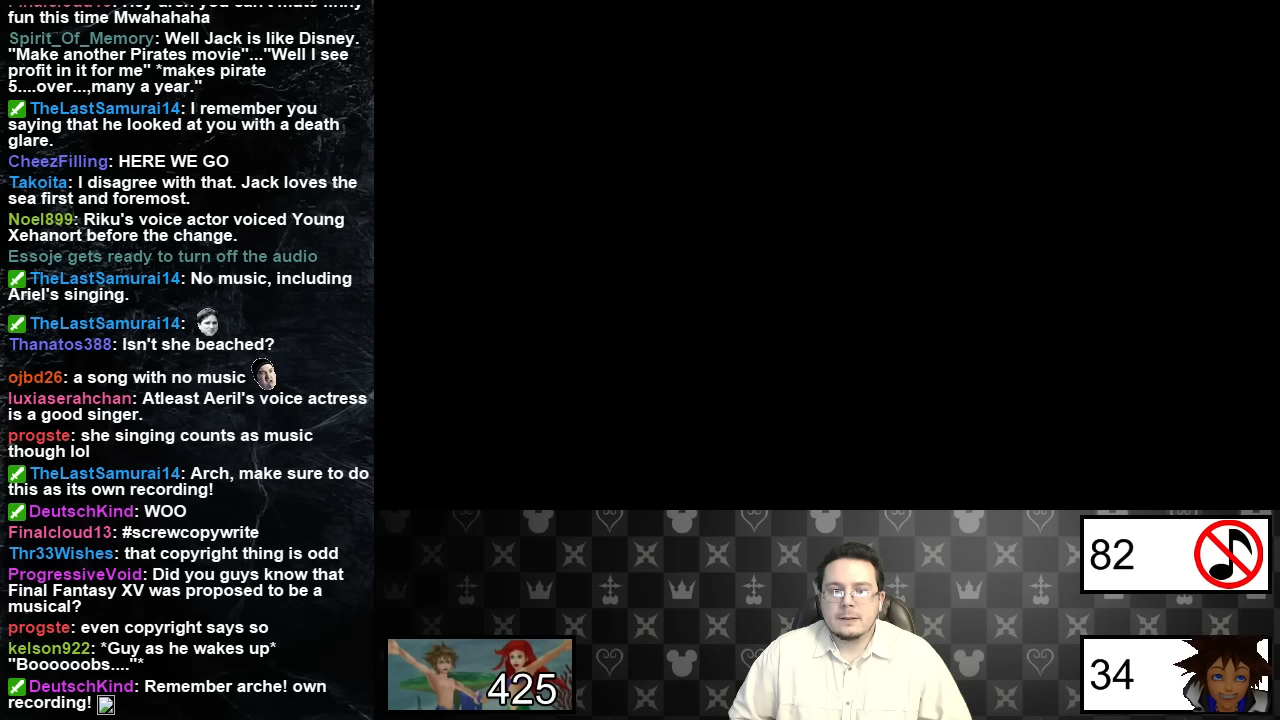 fun this time Mwahahaha
Spirit_Of_Memory: Well Jack is like Disney.
"Make another Pirates movie"..."Well I see
profit in it for me" *makes pirate
5....over...,many a year."
TheLastSamurai14: I remember you
saying that he looked at you with a death
glare.
CheezFilling: HERE WE GO
Takoita: I disagree with that. Jack loves the
sea first and foremost.
Noel899: Riku's voice actor voiced Young
Xehanort before the change.
Essoje gets ready to turn off the audio
TheLastSamurai14: No music, including
Ariel's singing.
TheLastSamurai14:
Thanatos388: Isn't she beached?
ojbd26: a song with no music
luxiaserahchan: Atleast Aeril's voice actress
is a good singer.
progste: she singing counts as music
though lol
TheLastSamurai14: Arch, make sure to do
this as its own recording!
DeutschKind: WOO
Finalcloud13: #screwcopywrite
Thr33Wishes: that copyright thing is odd
ProgressiveVoid: Did you guys know that
Final Fantasy XV was proposed to be a
musical?
progste: even copyright says so
kelson922: *Guy as he wakes up*
"Boooooobs...."*
DeutschKind: Remember arche! own
recording!
425
82
34